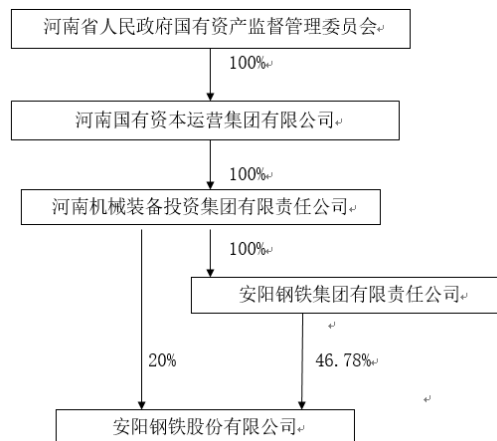 河南省人民政府国有资产监督管理委员会
100%
河南国有资本运营集团有限公司
100%
河南机械装备投资集团有限责任公司
100%
安阳钢铁集团有限责任公司
20%
46.78%
安阳钢铁股份有限公司